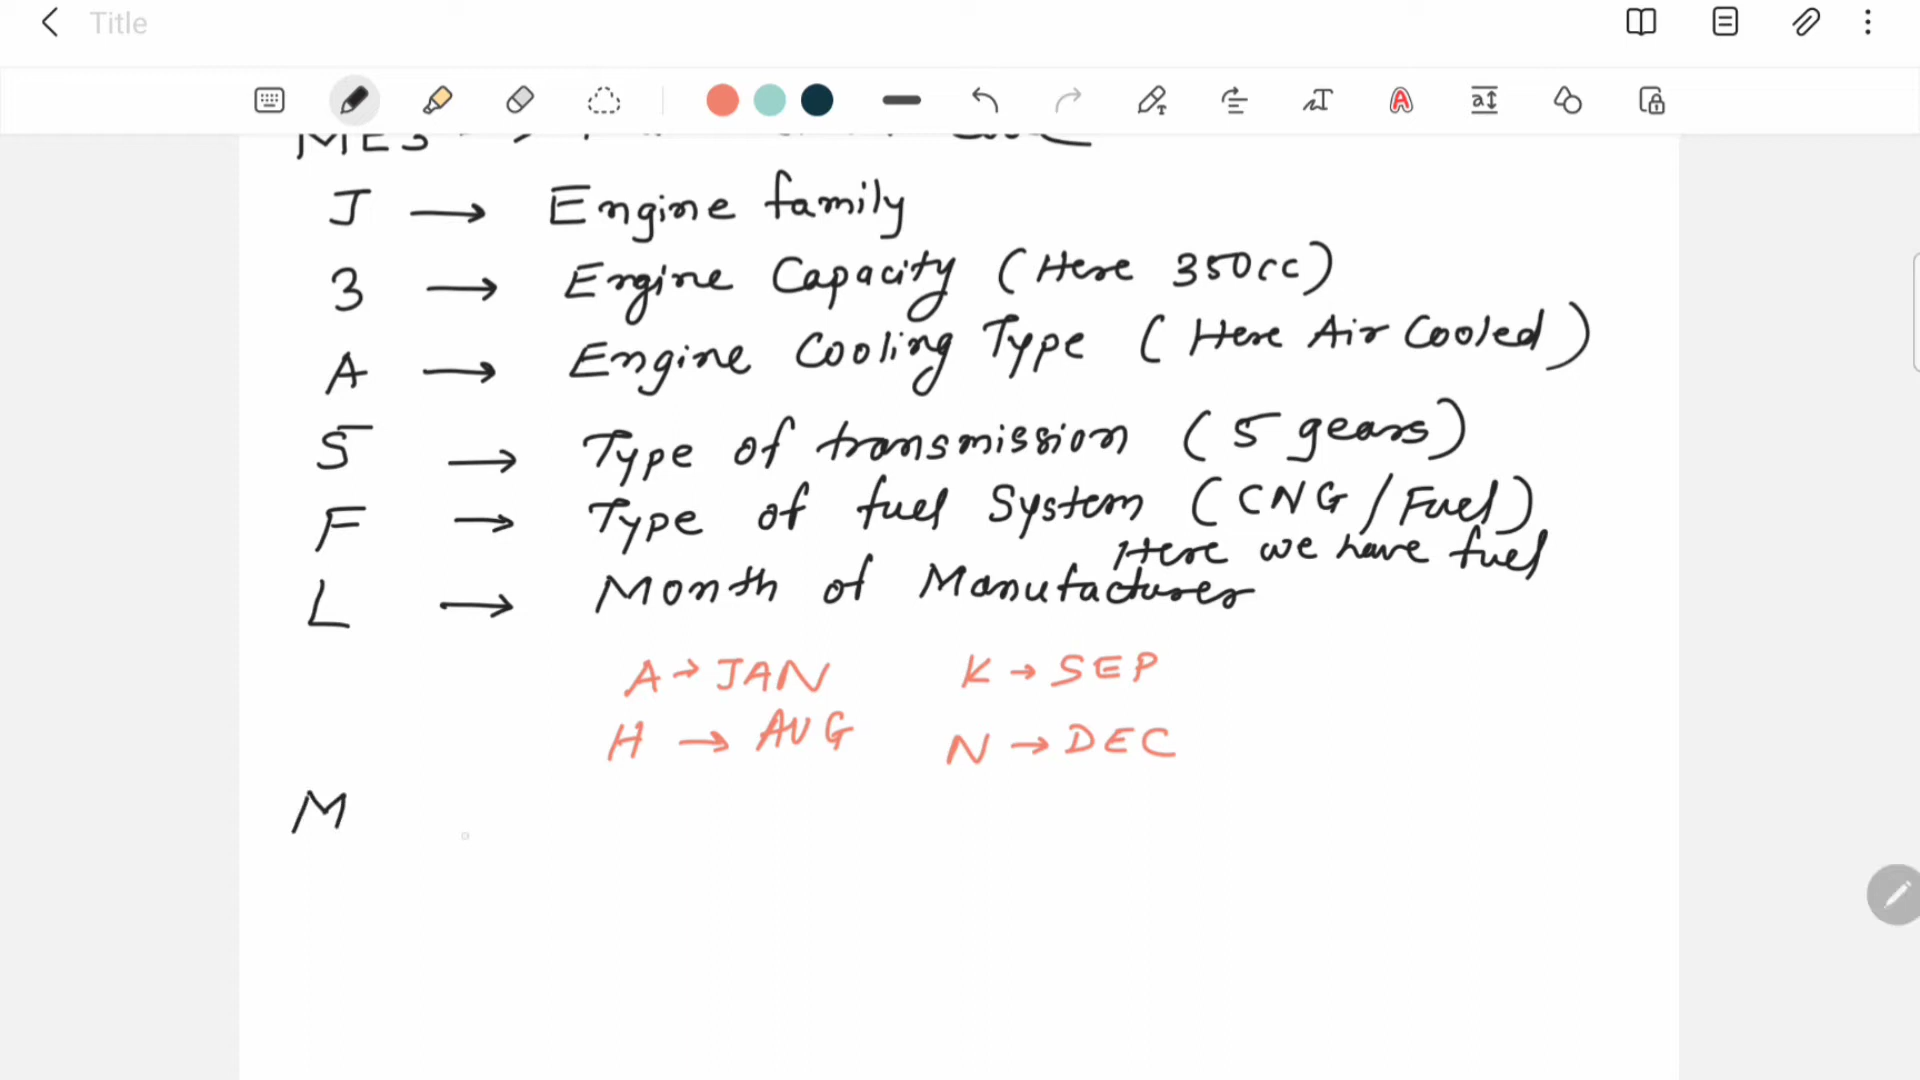 Title
ME3
J → Engine family
3 → Engine Capacity (Here 350cc)
A → Engine Cooling Type (Here Air Cooled)
5 → Type of transmission (5 gears)
F → Type of fuel System (CNG/Fuel)
Here we have fuel
L → Month of Manufacturer
A → JAN K → SEP
H → AUG N → DEC
M